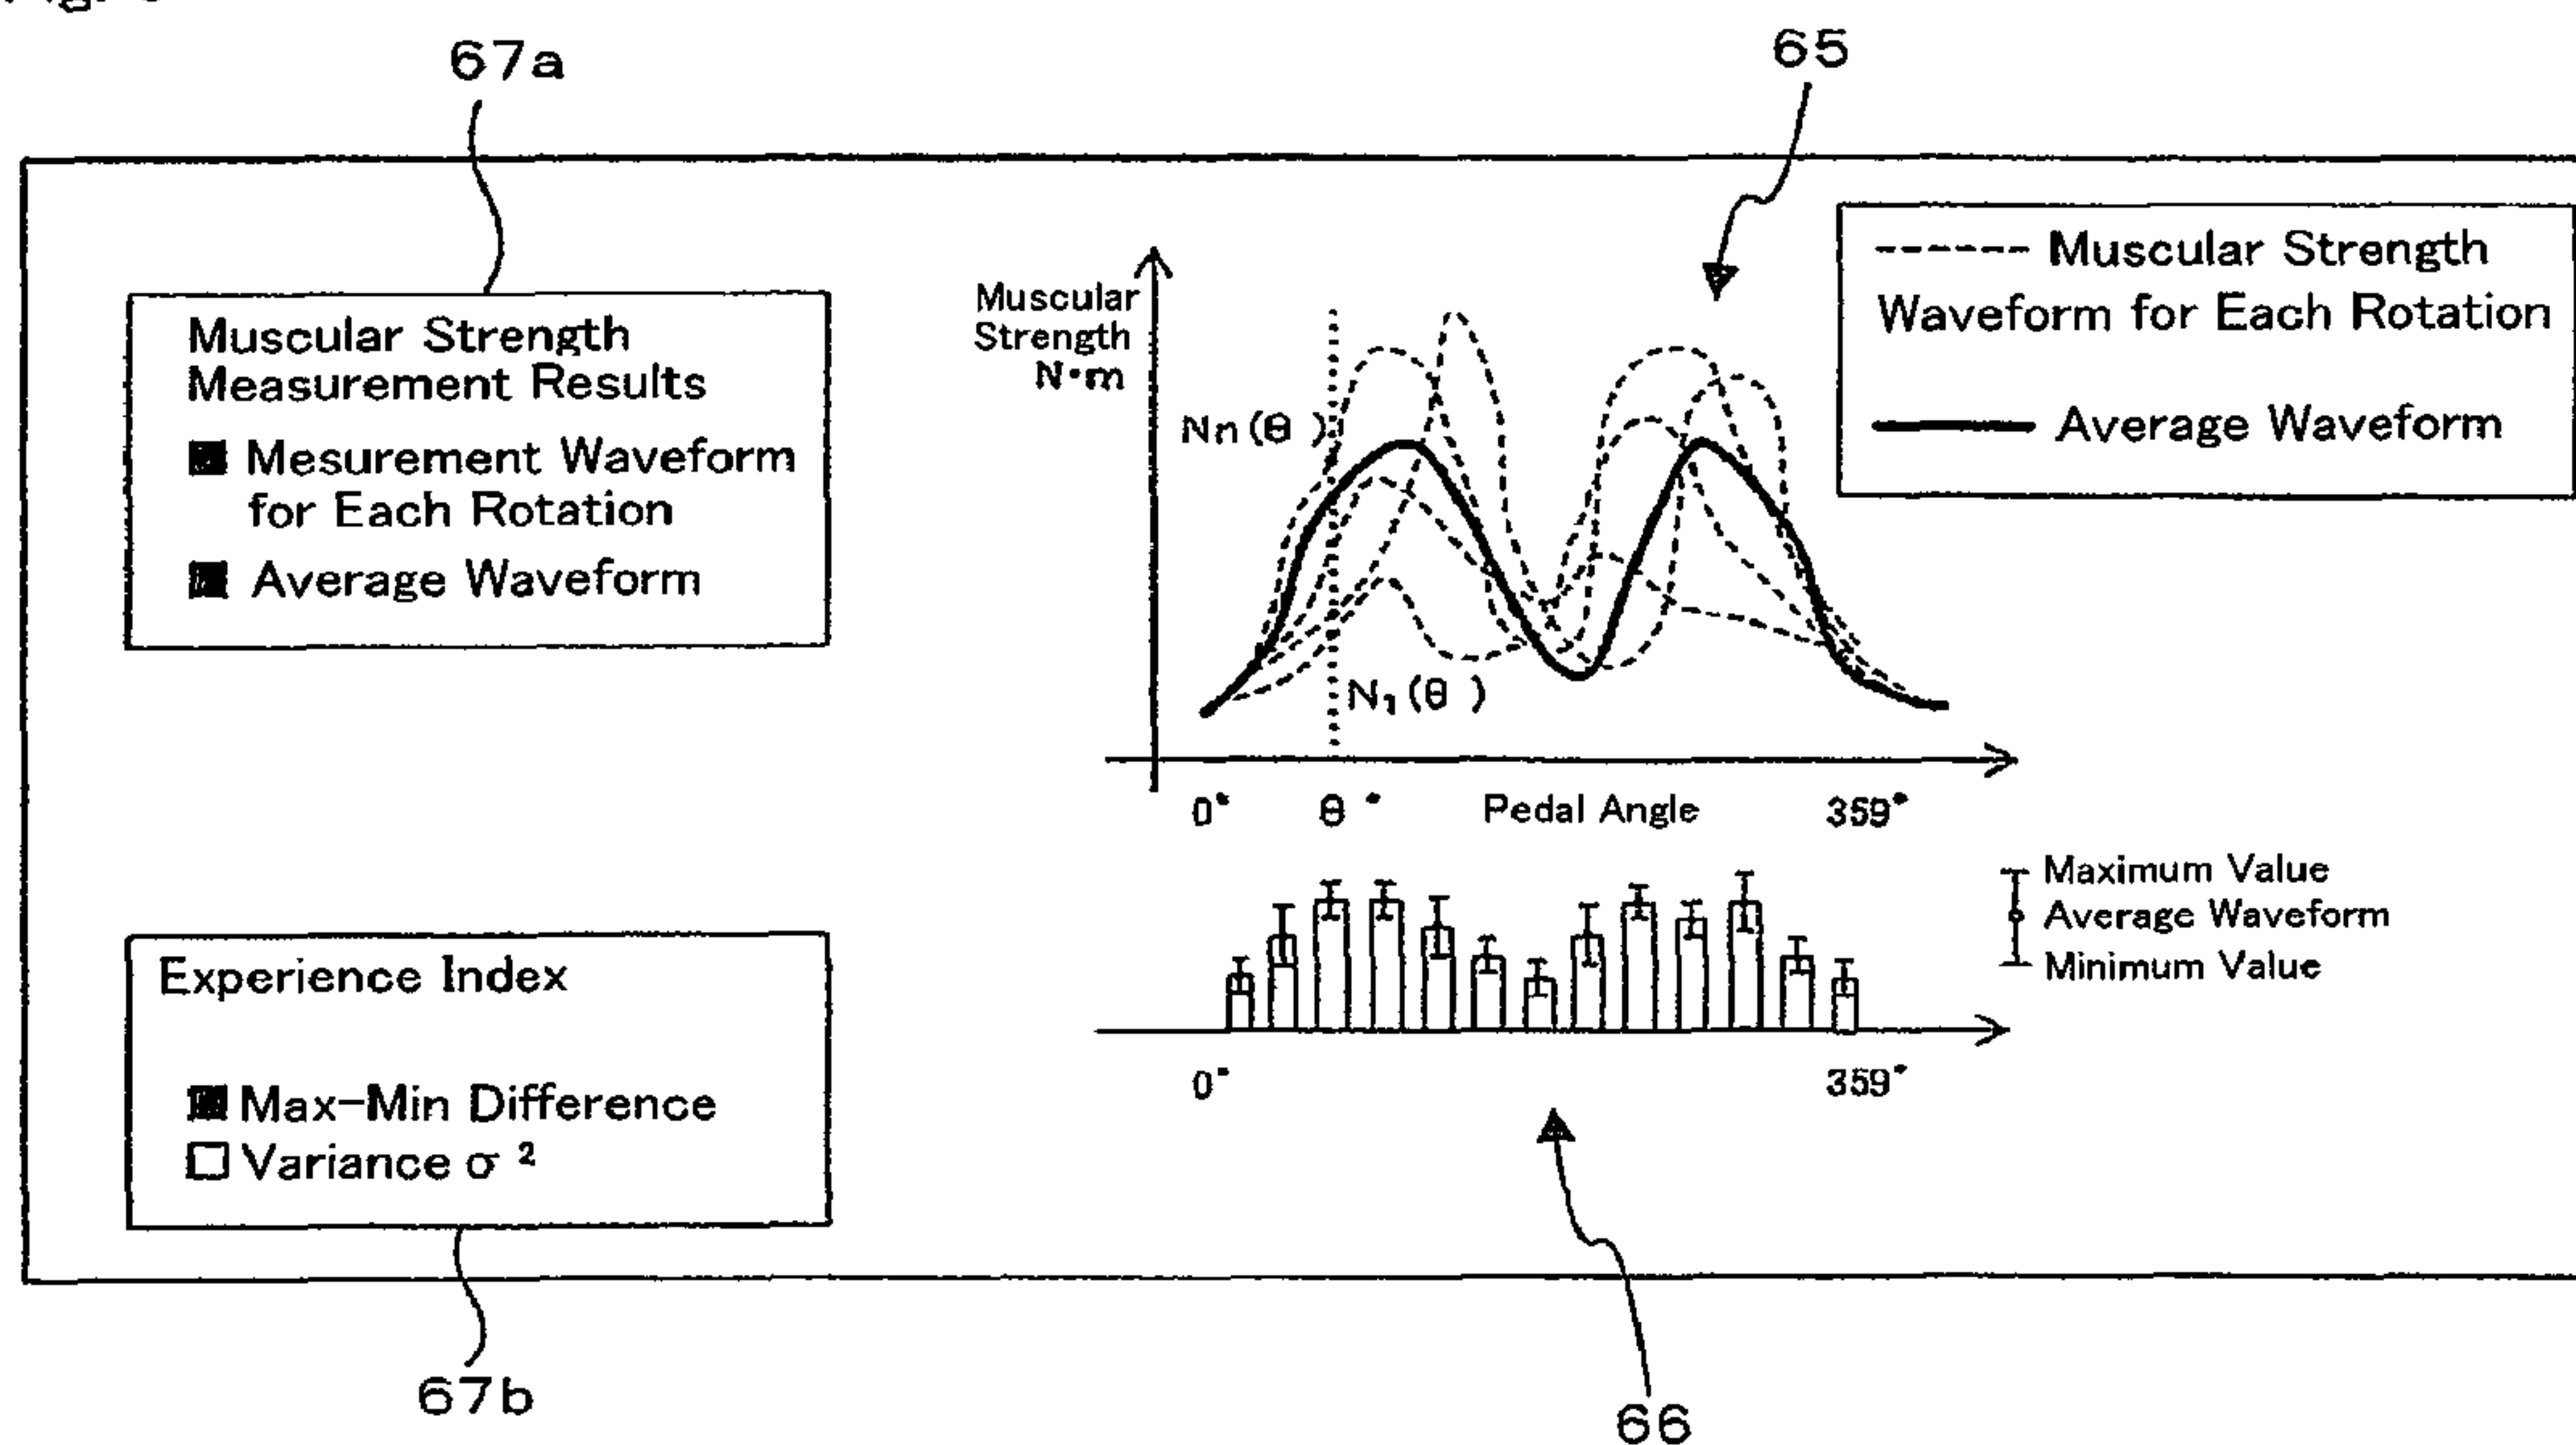 67a
65
Muscular Strength
Measurement Results
Mesurement Waveform
for Each Rotation
Average Waveform
Muscular
Strength
N·m
Nn(θ )
N₁(θ )
0°
θ °
Pedal Angle
359°
Muscular Strength
Waveform for Each Rotation
Average Waveform
Experience Index
Max-Min Difference
Variance σ ²
Maximum Value
Average Waveform
Minimum Value
0°
359°
67b
66